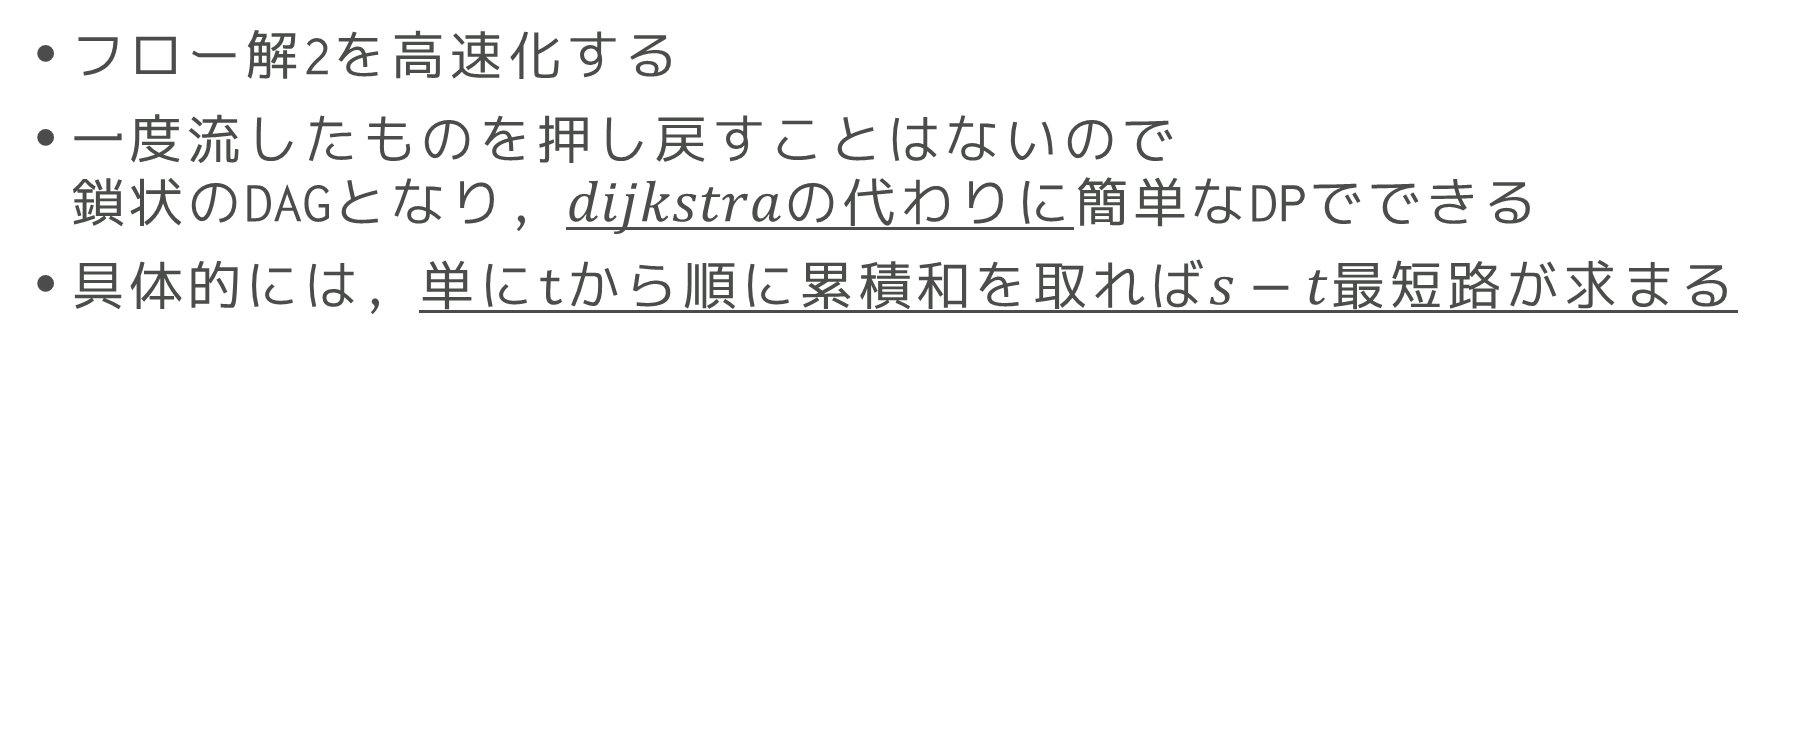 • フロー解2を高速化する
• 一度流したものを押し戻すことはないので
鎖状のDAGとなり, dijkstraの代わりに簡単なDPでできる
• 具体的には, 単にtから順に累積和を取ればs − t最短路が求まる